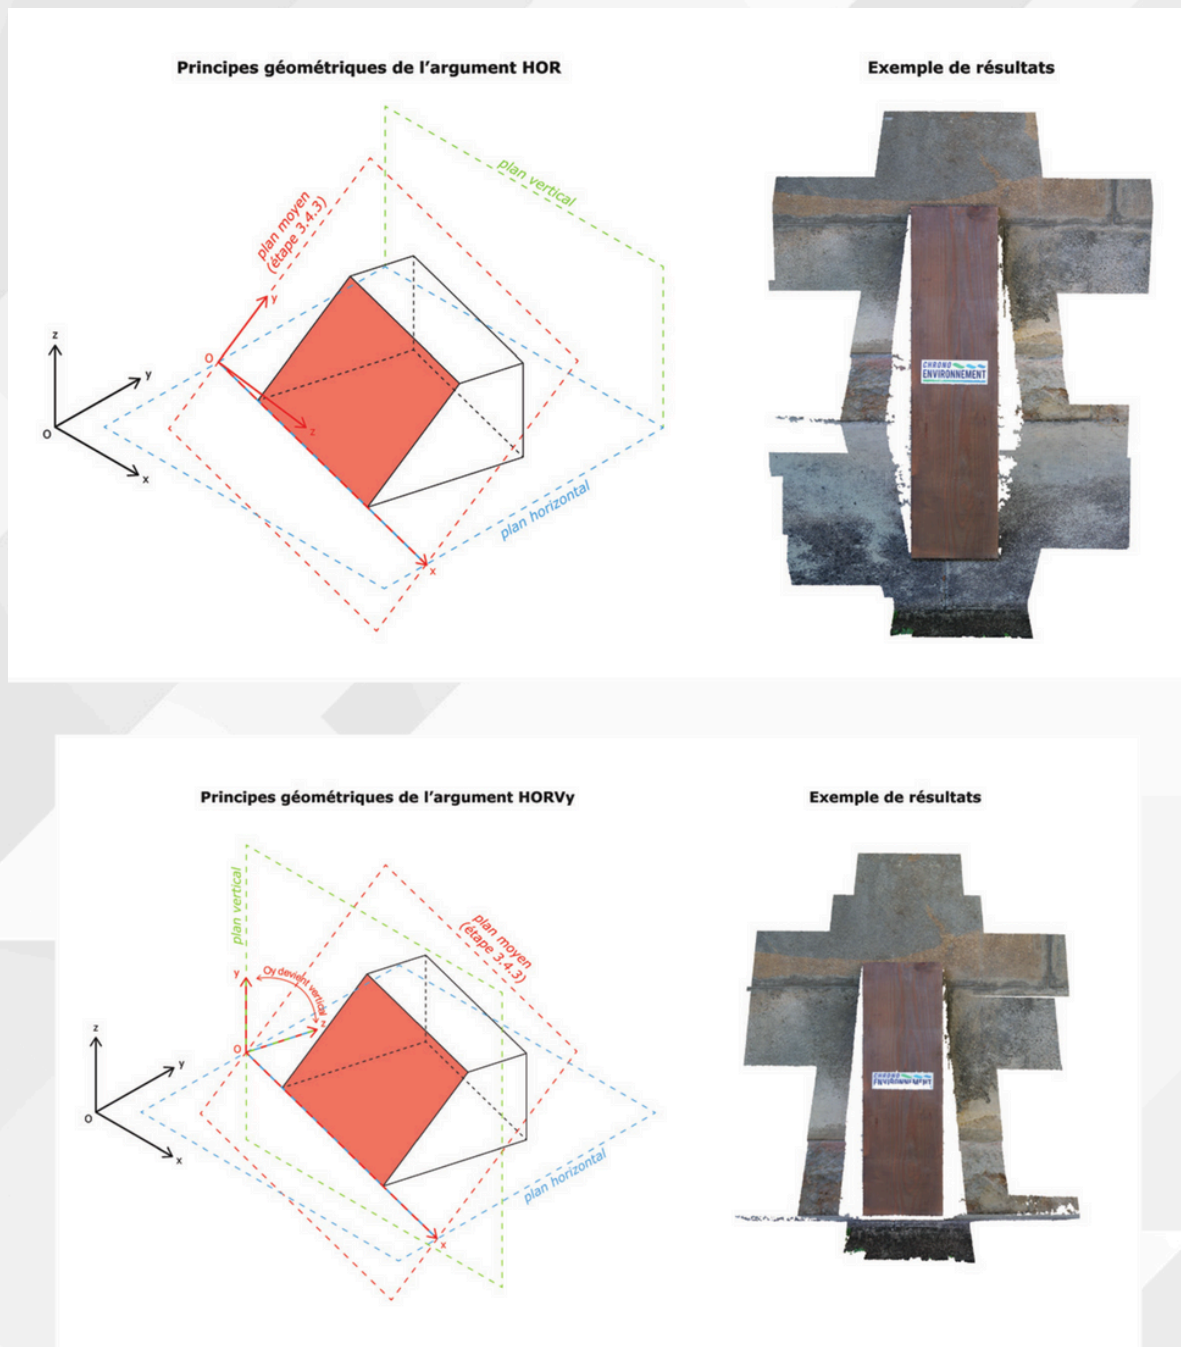 Principes géométriques de l'argument HOR
Exemple de résultats
plan vertical
plan moyen
(étape 3.4.3)
y
O
z
z
y
O
x
plan horizontal
x
CHRONO
ENVIRONNEMENT
Principes géométriques de l'argument HORVy
Exemple de résultats
plan vertical
plan moyen
(étape 3.4.3)
y
Oy devient vertical
z
O
z
y
O
x
plan horizontal
x
CHRONO
ENVIRONNEMENT